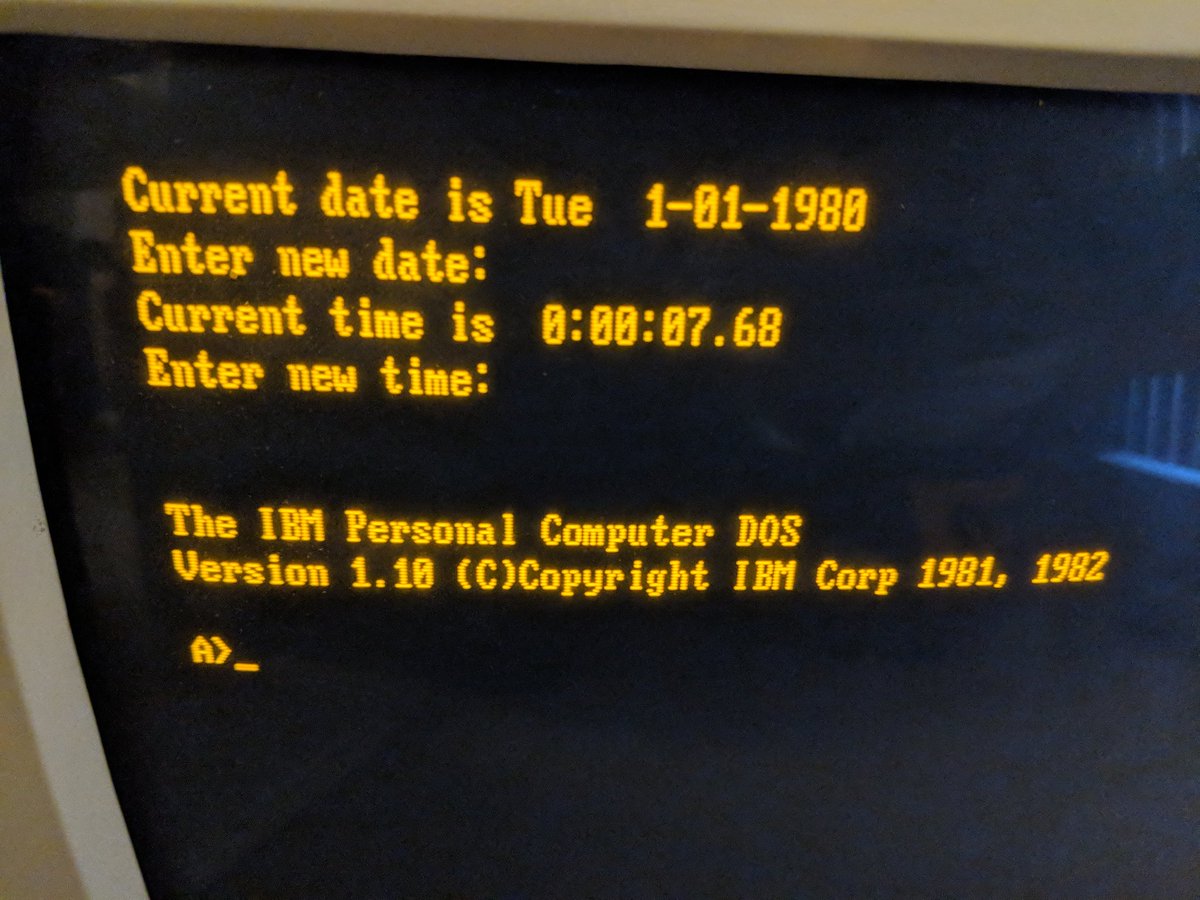 Current date is Tue  1-01-1980
Enter new date:
Current time is  0:00:07.68
Enter new time:
The IBM Personal Computer DOS
Version 1.10 (C)Copyright IBM Corp 1981, 1982
A>_